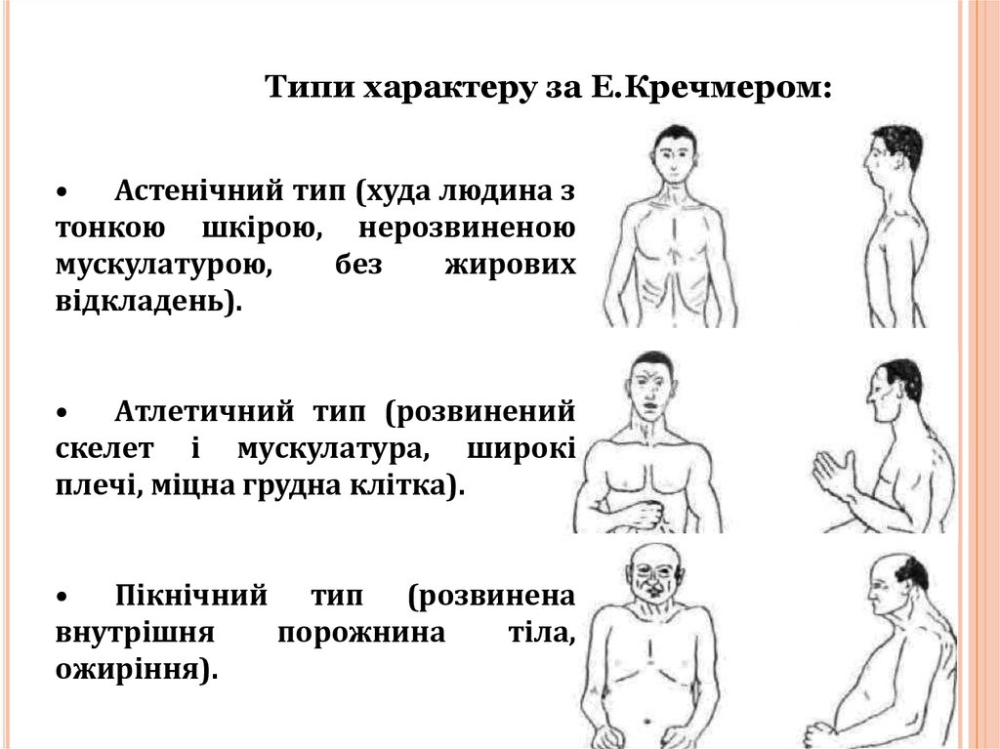 Типи характеру за Е.Кречмером:
• Астенічний тип (худа людина з
тонкою шкірою, нерозвиненою
мускулатурою, без жирових
відкладень).
• Атлетичний тип (розвинений
скелет і мускулатура, широкі
плечі, міцна грудна клітка).
• Пікнічний тип (розвинена
внутрішня порожнина тіла,
ожиріння).